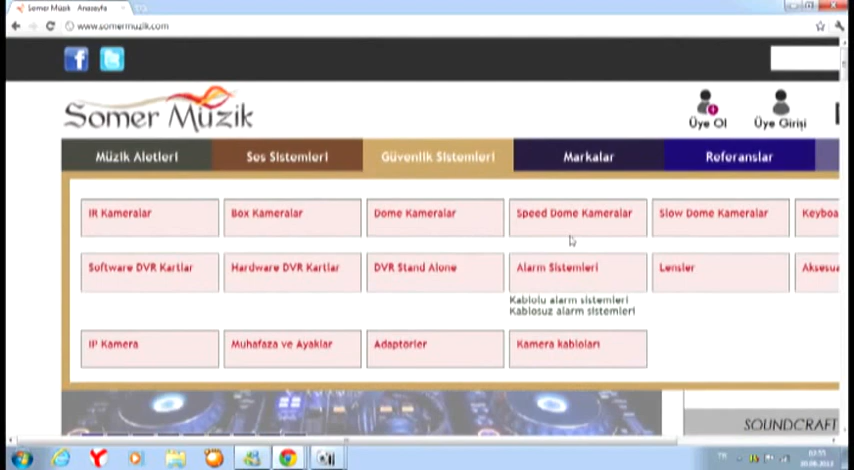 Somer Müzik - Anasayfa
www.somermuzik.com
Somer Müzik
Üye Ol
Üye Girişi
Müzik Aletleri
Ses Sistemleri
Güvenlik Sistemleri
Markalar
Referanslar
IR Kameralar
Box Kameralar
Dome Kameralar
Speed Dome Kameralar
Slow Dome Kameralar
Keyboa
Software DVR Kartlar
Hardware DVR Kartlar
DVR Stand Alone
Alarm Sistemleri
Lensler
Aksesua
Kablolu alarm sistemleri
Kablosuz alarm sistemleri
IP Kamera
Muhafaza ve Ayaklar
Adaptörler
Kamera kabloları
SOUNDCRAFT
TR